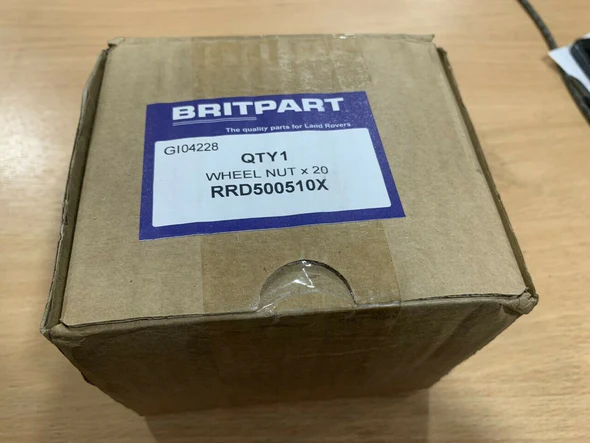 BRITPART
The quality parts for Land Rovers
GI04228
QTY1
WHEEL NUT x 20
RRD500510X